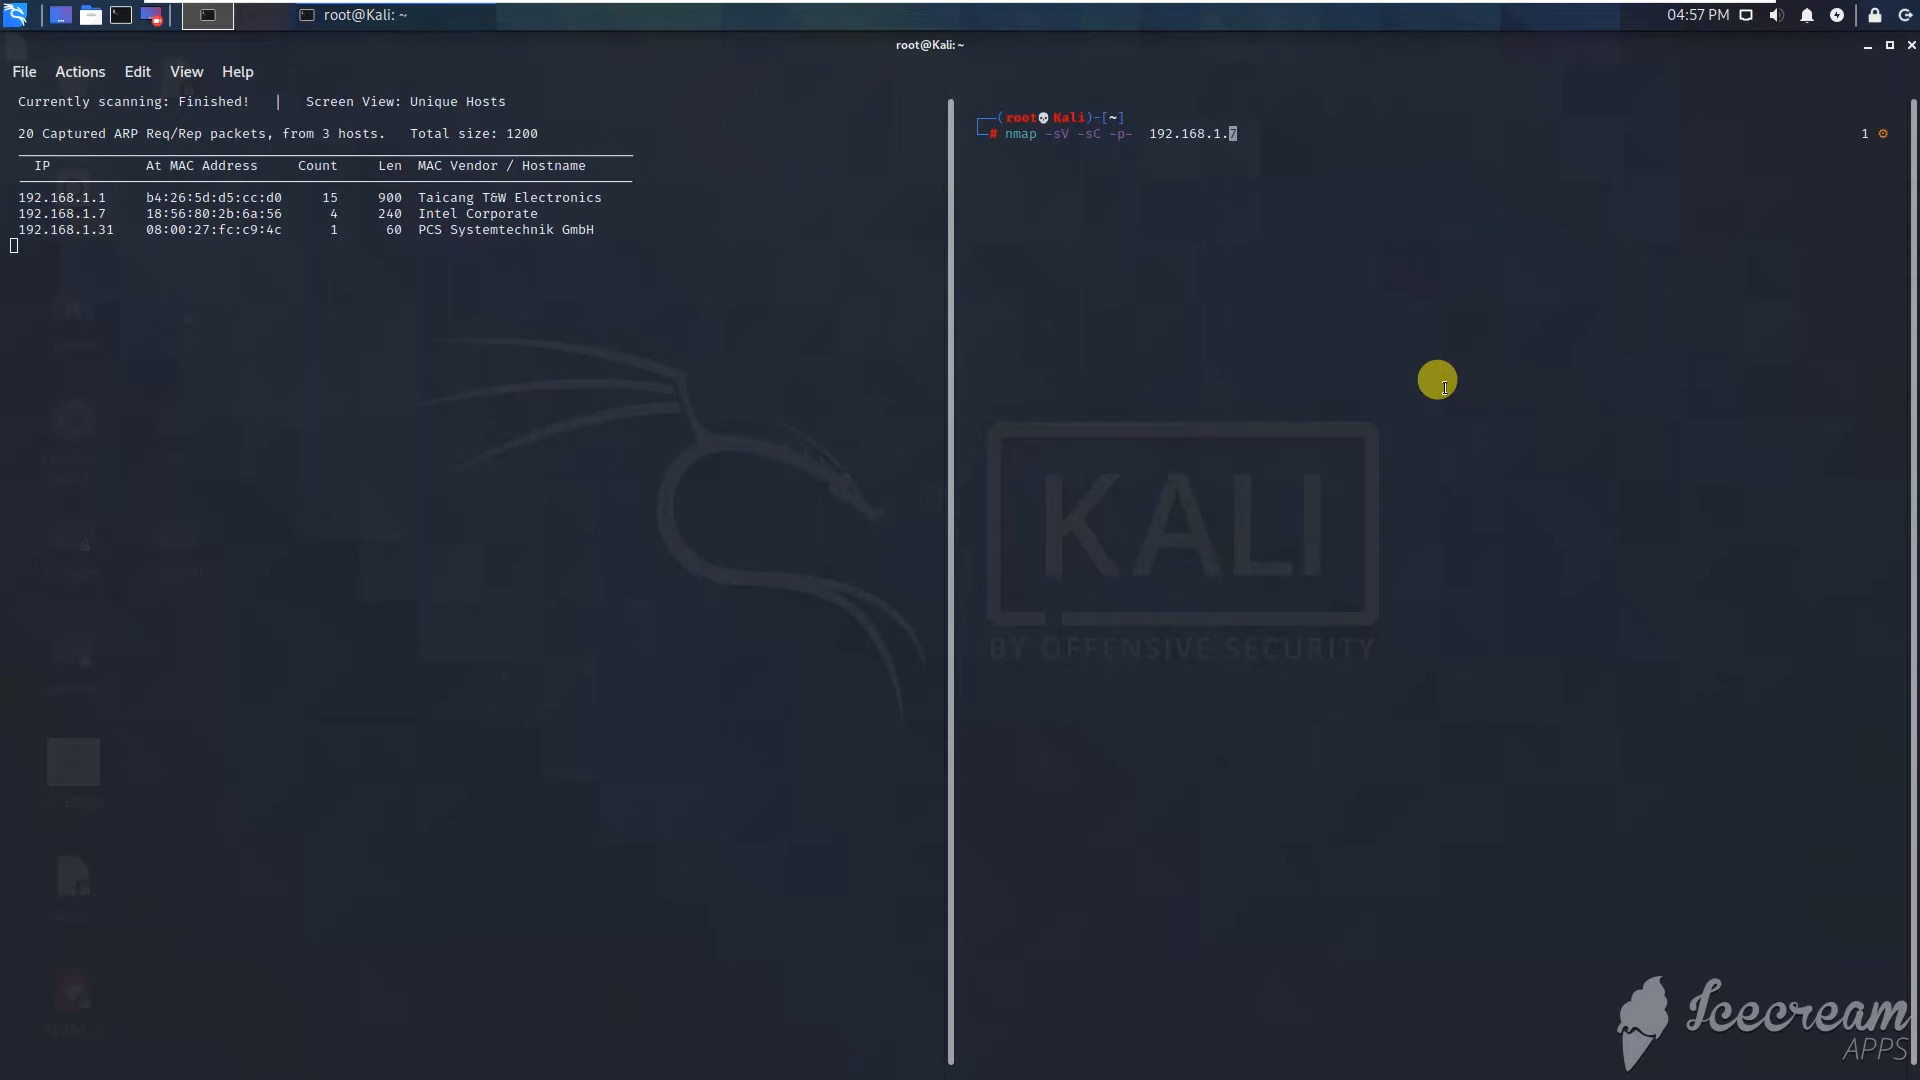 root@Kali: ~
04:57 PM
root@Kali: ~
File Actions Edit View Help
Currently scanning: Finished! | Screen View: Unique Hosts
20 Captured ARP Req/Rep packets, from 3 hosts. Total size: 1200
IP At MAC Address Count Len MAC Vendor / Hostname
192.168.1.1 b4:26:5d:d5:cc:d0 15 900 Taicang T&W Electronics
192.168.1.7 18:56:80:2b:6a:56 4 240 Intel Corporate
192.168.1.31 08:00:27:fc:c9:4c 1 60 PCS Systemtechnik GmbH
┌──(root💀Kali)-[~]
└─# nmap -sV -sC -p- 192.168.1.7
1 ⚙
KALI
BY OFFENSIVE SECURITY
Icecream
APPS